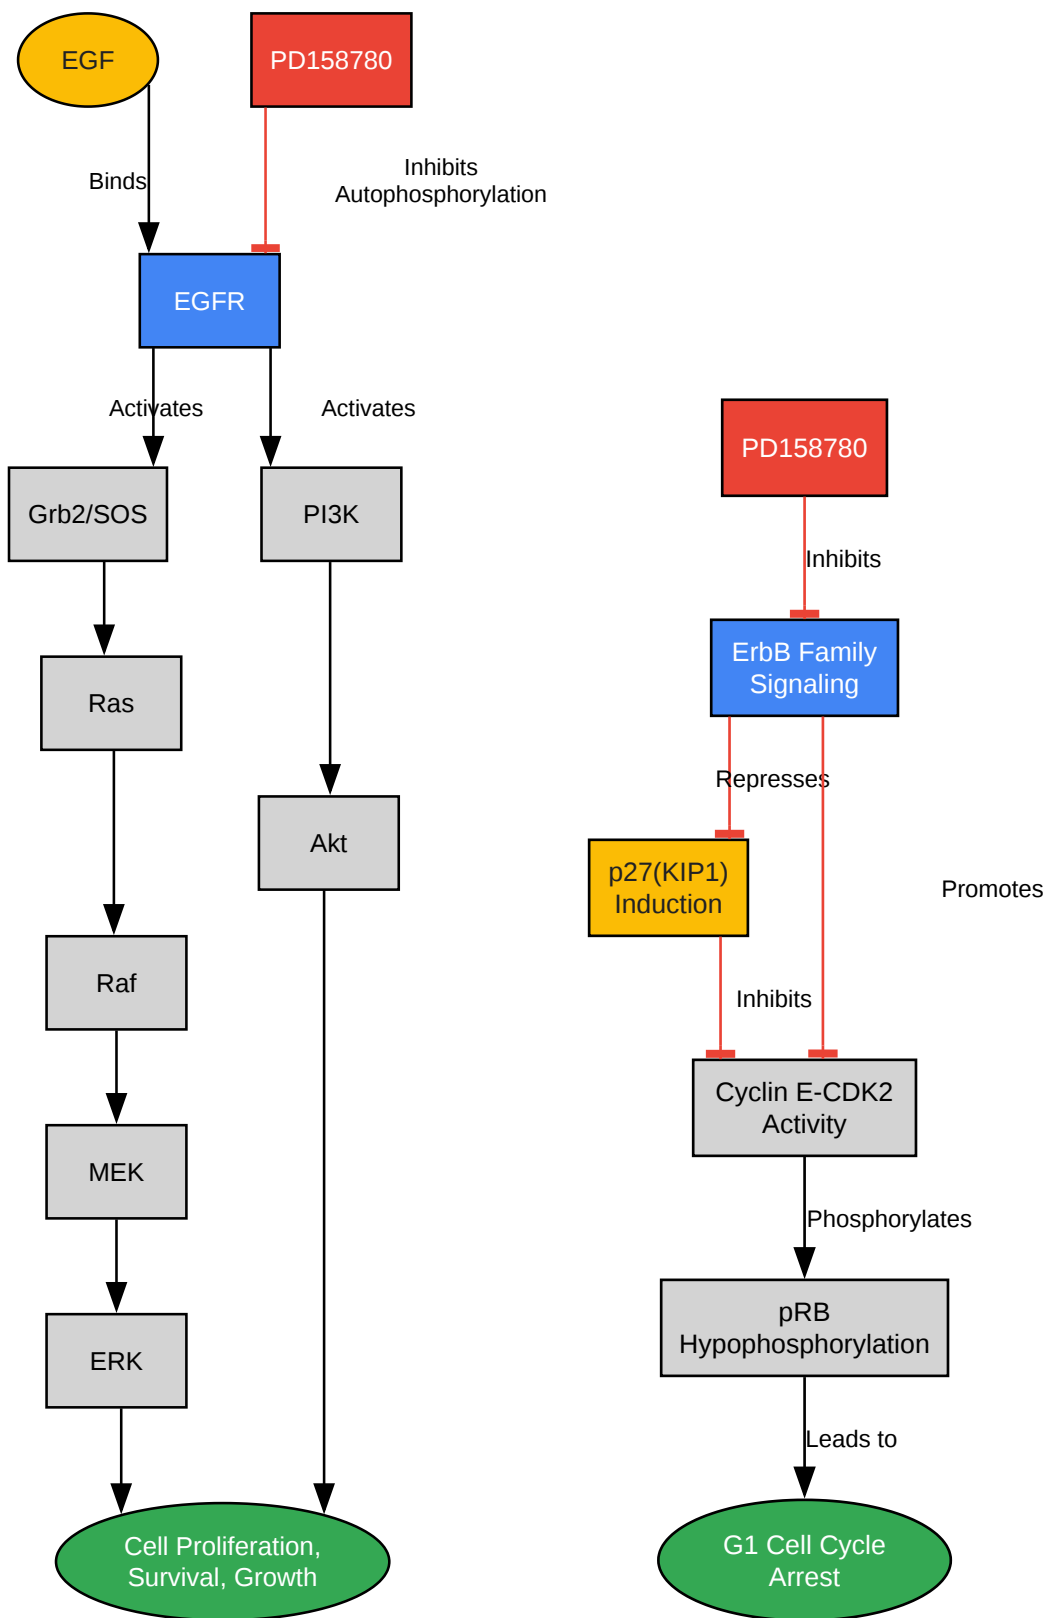 EGF
PD158780
Binds
Inhibits
Autophosphorylation
EGFR
Activates
Activates
Grb2/SOS
PI3K
Ras
Akt
Raf
MEK
ERK
Cell Proliferation,
Survival, Growth
PD158780
Inhibits
ErbB Family
Signaling
Represses
p27(KIP1)
Induction
Promotes
Inhibits
Cyclin E-CDK2
Activity
Phosphorylates
pRB
Hypophosphorylation
Leads to
G1 Cell Cycle
Arrest